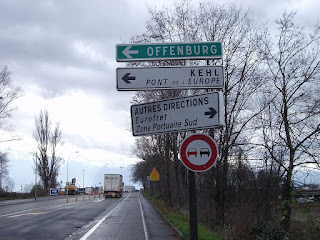 OFFENBURG
KEHL
PONT DE L'EUROPE
AUTRES DIRECTIONS
Eurofret
Zone Portuaire Sud